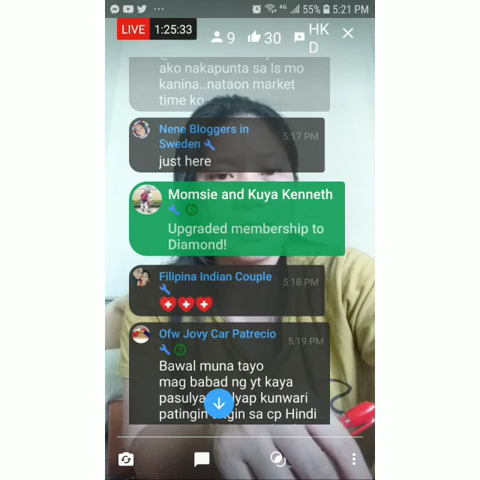 55% 5:21 PM
LIVE 1:25:33
9 30 HK
D
ako nakapunta sa ls mo
kanina..nataon market
time ko
Nene Bloggers in
Sweden
5:17 PM
just here
Momsie and Kuya Kenneth
Upgraded membership to
Diamond!
Filipina Indian Couple
5:18 PM
Ofw Jovy Car Patrecio
5:19 PM
Bawal muna tayo
mag babad ng yt kaya
kunwari
patingin sa cp Hindi